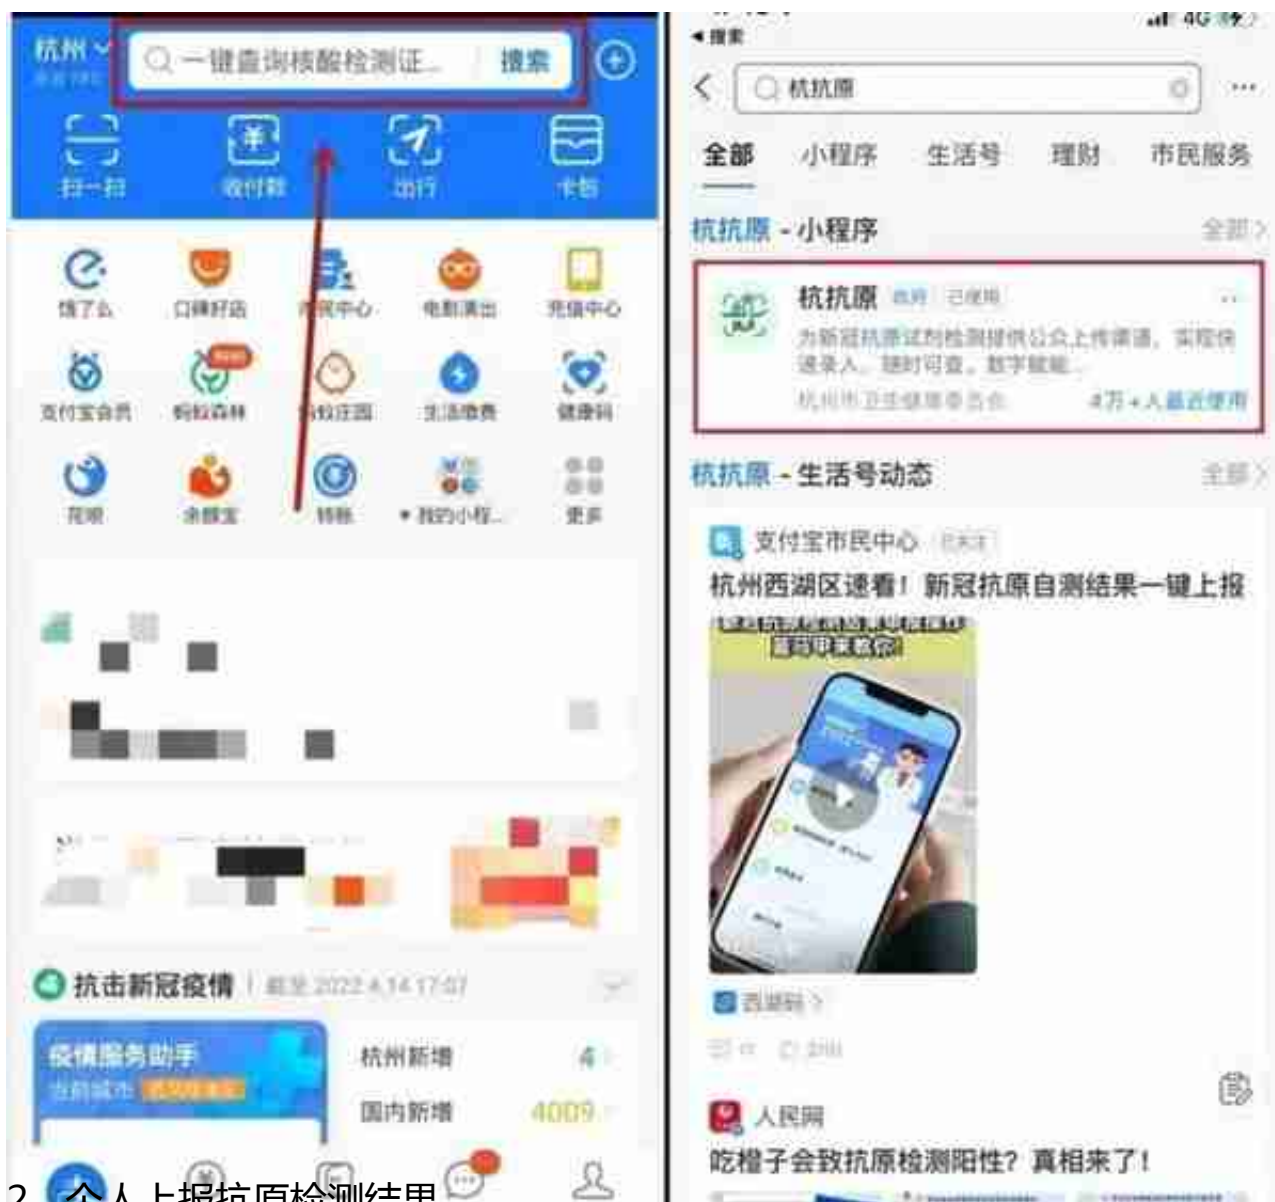 杭州
一键查询核酸检测证... 搜索
扫一扫 收付款 出行 卡包
饿了么 口碑好店 市民中心 电影演出 充值中心
支付宝会员 蚂蚁森林 蚂蚁庄园 生活缴费 健康码
花呗 余额宝 转账 我的小程... 更多
抗击新冠疫情 截至 2022.4.14 17:07
疫情服务助手
当前城市
杭州新增 4
国内新增 4009
2、个人上报抗原检测结果
4G
搜索
杭抗原
全部 小程序 生活号 理财 市民服务
杭抗原 - 小程序 全部
杭抗原 政府 已使用
为新冠抗原试剂检测提供公众上传渠道，实现快
速录入，随时可查，数字赋能...
杭州市卫生健康委员会 4万+人最近使用
杭抗原 - 生活号动态 全部
支付宝市民中心 已关注
杭州西湖区速看！新冠抗原自测结果一键上报
蓝马甲来教你！
西湖码
人民网
吃橙子会致抗原检测阳性？真相来了！